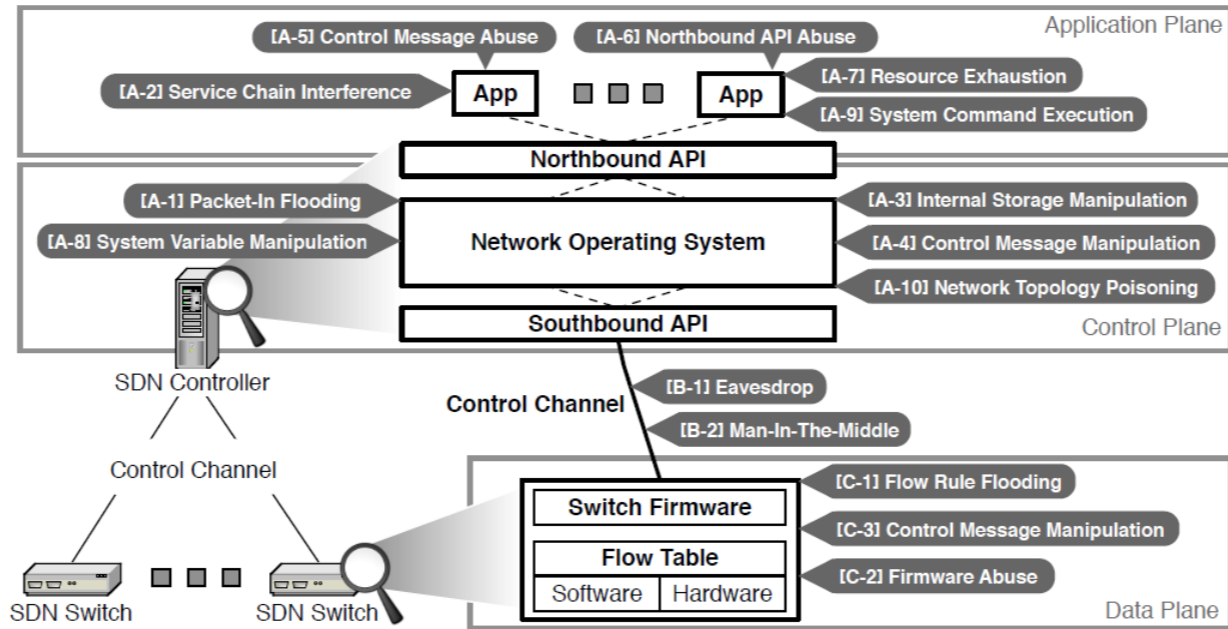 Application Plane
[A-5] Control Message Abuse
[A-6] Northbound API Abuse
[A-2] Service Chain Interference
App
App
[A-7] Resource Exhaustion
[A-9] System Command Execution
Northbound API
[A-1] Packet-In Flooding
[A-3] Internal Storage Manipulation
[A-8] System Variable Manipulation
Network Operating System
[A-4] Control Message Manipulation
[A-10] Network Topology Poisoning
Southbound API
Control Plane
SDN Controller
Control Channel
[B-1] Eavesdrop
[B-2] Man-In-The-Middle
Control Channel
[C-1] Flow Rule Flooding
Switch Firmware
[C-3] Control Message Manipulation
Flow Table
[C-2] Firmware Abuse
Software
Hardware
SDN Switch
SDN Switch
Data Plane